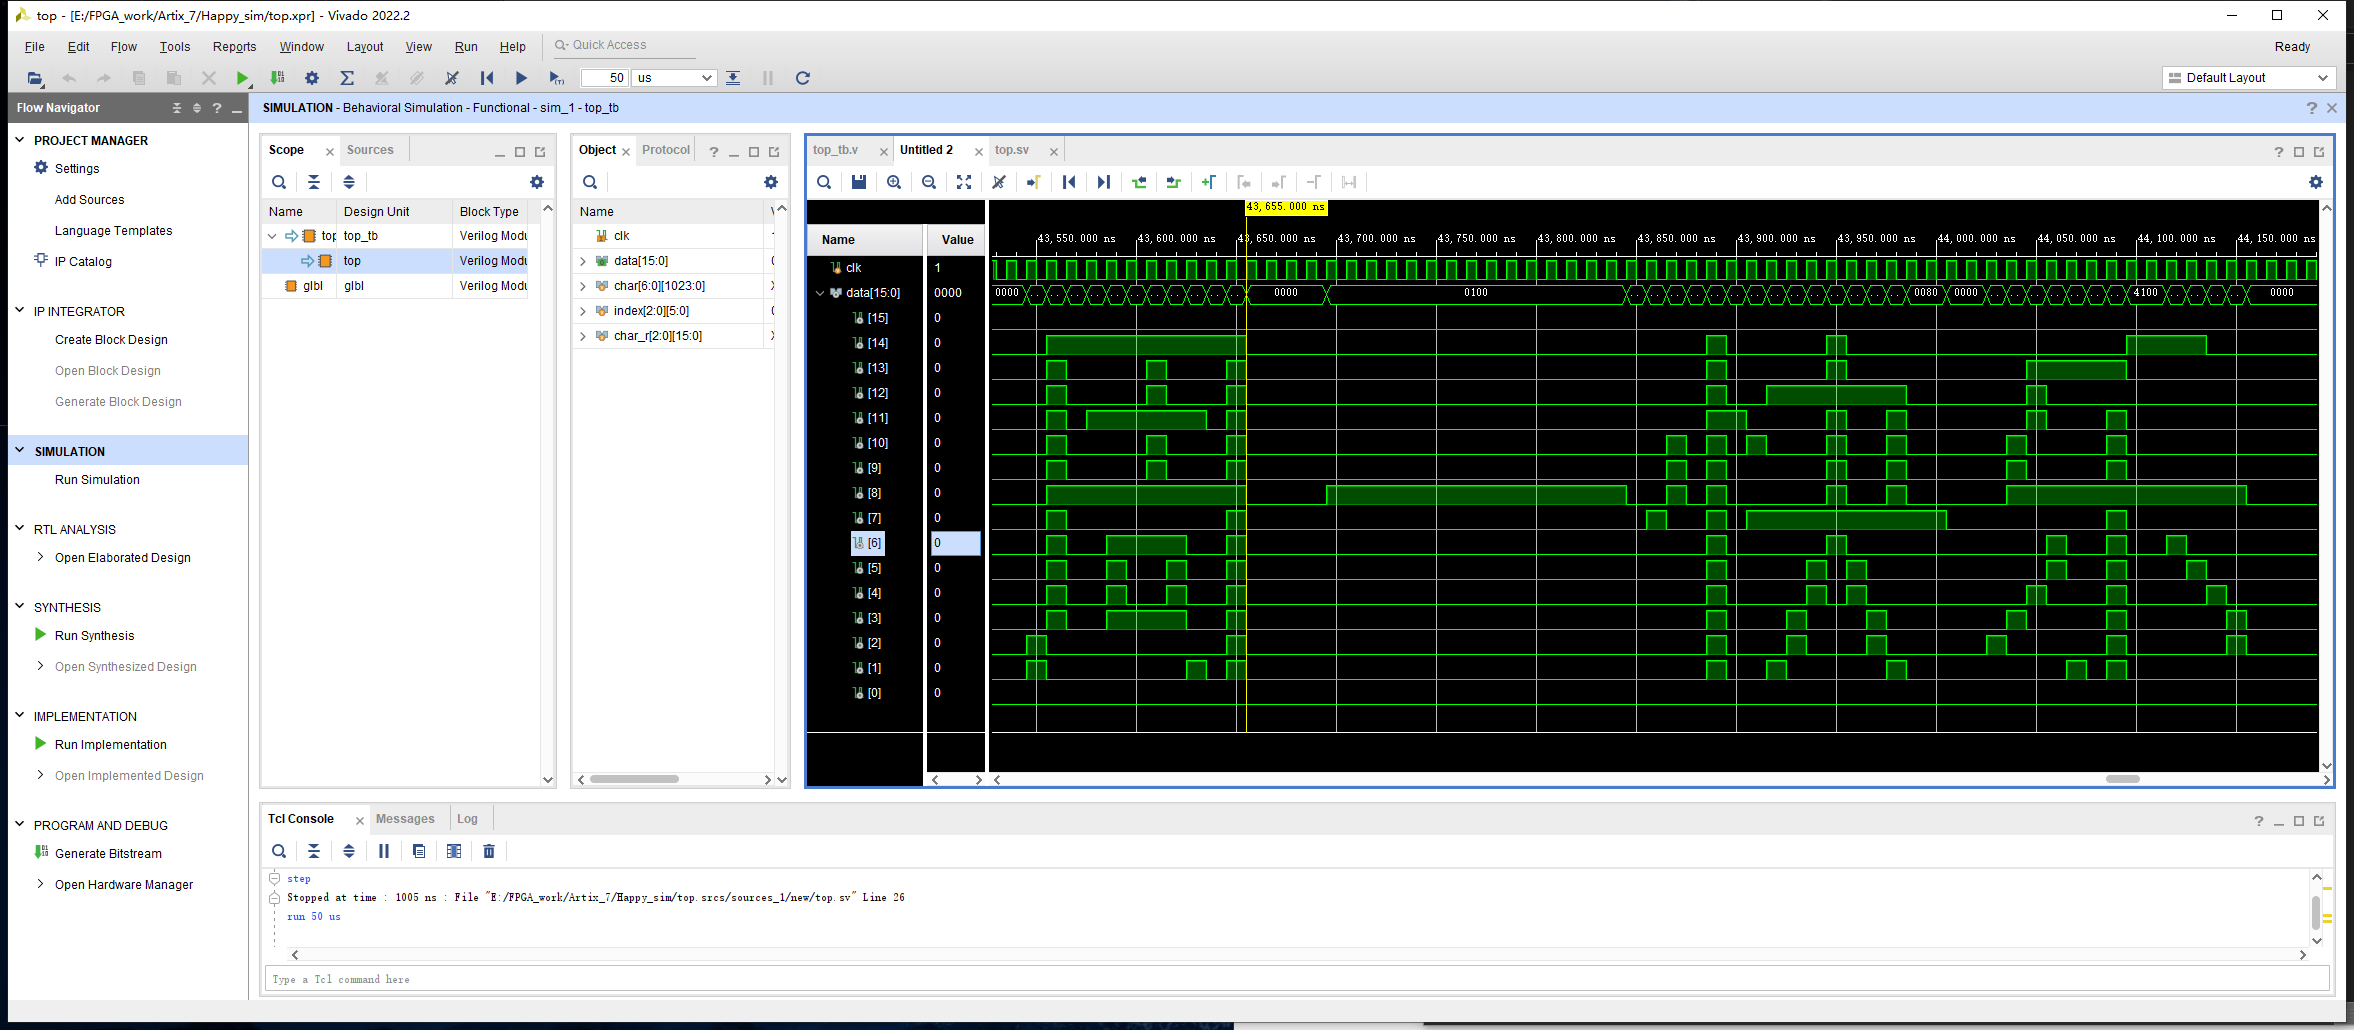 top - [E:/FPGA_work/Artix_7/Happy_sim/top.xpr] - Vivado 2022.2
File Edit Flow Tools Reports Window Layout View Run Help Quick Access Ready
50 us Default Layout
Flow Navigator
SIMULATION - Behavioral Simulation - Functional - sim_1 - top_tb
PROJECT MANAGER
Settings
Add Sources
Language Templates
IP Catalog
IP INTEGRATOR
Create Block Design
Open Block Design
Generate Block Design
SIMULATION
Run Simulation
RTL ANALYSIS
Open Elaborated Design
SYNTHESIS
Run Synthesis
Open Synthesized Design
IMPLEMENTATION
Run Implementation
Open Implemented Design
PROGRAM AND DEBUG
Generate Bitstream
Open Hardware Manager
Scope Sources
Name Design Unit Block Type
top top_tb Verilog Modu
top Verilog Modu
glbl glbl Verilog Modu
Object Protocol
Name
clk
data[15:0]
char[6:0][1023:0]
index[2:0][5:0]
char_r[2:0][15:0]
top_tb.v Untitled 2 top.sv
43,655.000 ns
Name Value
43,550.000 ns 43,600.000 ns 43,650.000 ns 43,700.000 ns 43,750.000 ns 43,800.000 ns 43,850.000 ns 43,900.000 ns 43,950.000 ns 44,000.000 ns 44,050.000 ns 44,100.000 ns 44,150.000 ns
clk 1
data[15:0] 0000 0000 0000 0100 0080 0000 4100 0000
[15] 0
[14] 0
[13] 0
[12] 0
[11] 0
[10] 0
[9] 0
[8] 0
[7] 0
[6] 0
[5] 0
[4] 0
[3] 0
[2] 0
[1] 0
[0] 0
Tcl Console Messages Log
step
Stopped at time : 1005 ns : File "E:/FPGA_work/Artix_7/Happy_sim/top.srcs/sources_1/new/top.sv" Line 26
run 50 us
Type a Tcl command here